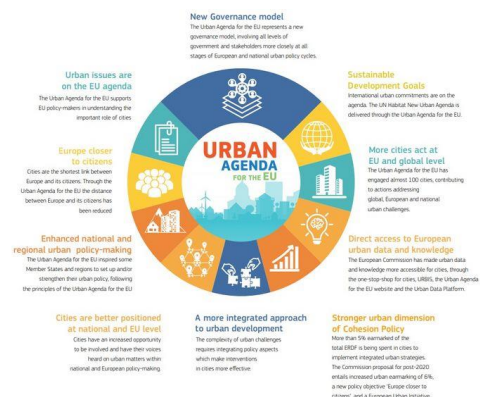 New Governance model
The Urban Agenda for the EU represents a new
governance model, involving all levels of
government and stakeholders more closely at all
stages of European and national urban policy cycles.
Urban issues are
on the EU agenda
The Urban Agenda for the EU supports
EU policy-makers in understanding the
important role of cities
Sustainable
Development Goals
International urban commitments are on the
agenda. The UN Habitat New Urban Agenda is
delivered through the Urban Agenda for the EU.
URBAN
AGENDA
FOR THE EU
Europe closer
to citizens
Cities are the shortest link between
Europe and its citizens. Through the
Urban Agenda for the EU the distance
between Europe and its citizens has
been reduced
More cities act at
EU and global level
The Urban Agenda for the EU has
engaged almost 100 cities, contributing
to actions addressing
global, European and national
urban challenges.
Enhanced national and
regional urban policy-making
The Urban Agenda for the EU inspired some
Member States and regions to set up and/or
strengthen their urban policy, following
the principles of the Urban Agenda for the EU
Direct access to European
urban data and knowledge
The European Commission has made urban data
and knowledge more accessible for cities, through
the one-stop-shop for cities, URBIS, the Urban Agenda
for the EU website and the Urban Data Platform.
Cities are better positioned
at national and EU level
Cities have an increased opportunity
to be involved and have their voices
heard on urban matters within
national and European policy-making.
A more integrated approach
to urban development
The complexity of urban challenges
requires integrating policy aspects
which make interventions
in cities more effective
Stronger urban dimension
of Cohesion Policy
More than 5% earmarked of the
total ERDF is being spent in cities to
implement integrated urban strategies.
The Commission proposal for post-2020
entails increased urban earmarking of 6%,
a new policy objective 'Europe closer to
citizens', and a European Urban Initiative